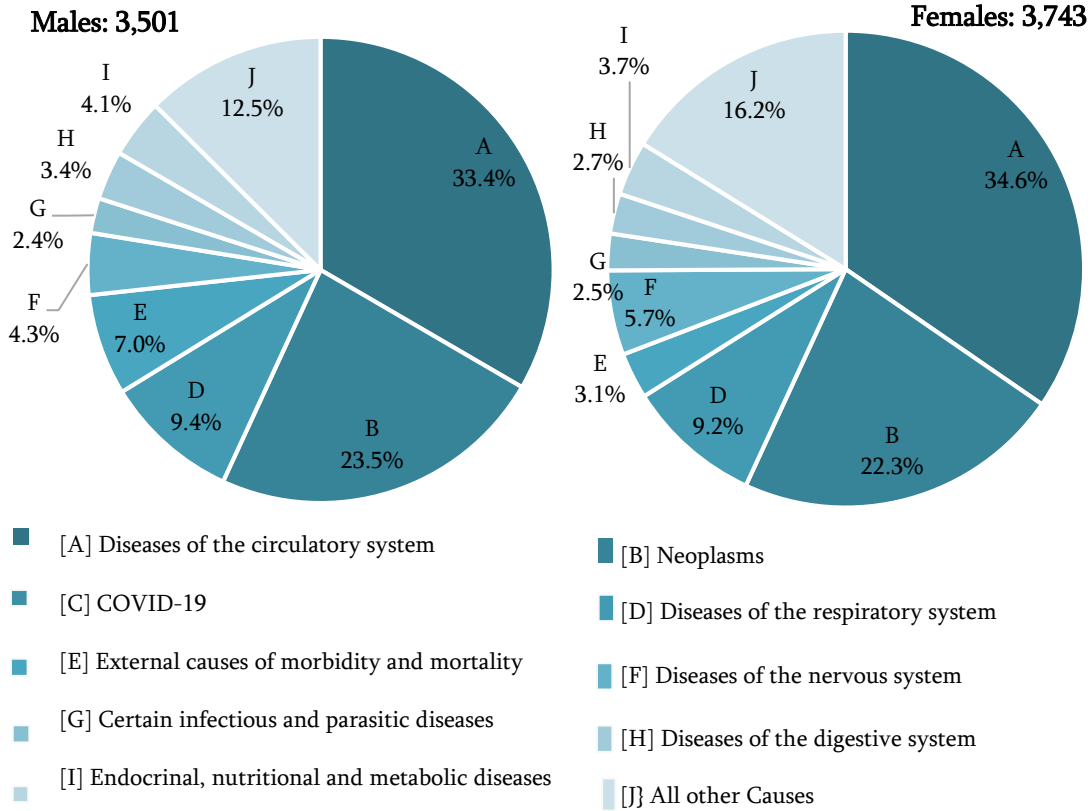 Males: 3,501
J
12.5%
A
33.4%
B
23.5%
D
9.4%
E
7.0%
F
4.3%
G
2.4%
H
3.4%
I
4.1%
Females: 3,743
J
16.2%
A
34.6%
B
22.3%
D
9.2%
E
3.1%
F
5.7%
G
2.5%
H
2.7%
I
3.7%
[A] Diseases of the circulatory system
[B] Neoplasms
[C] COVID-19
[D] Diseases of the respiratory system
[E] External causes of morbidity and mortality
[F] Diseases of the nervous system
[G] Certain infectious and parasitic diseases
[H] Diseases of the digestive system
[I] Endocrinal, nutritional and metabolic diseases
[J} All other Causes